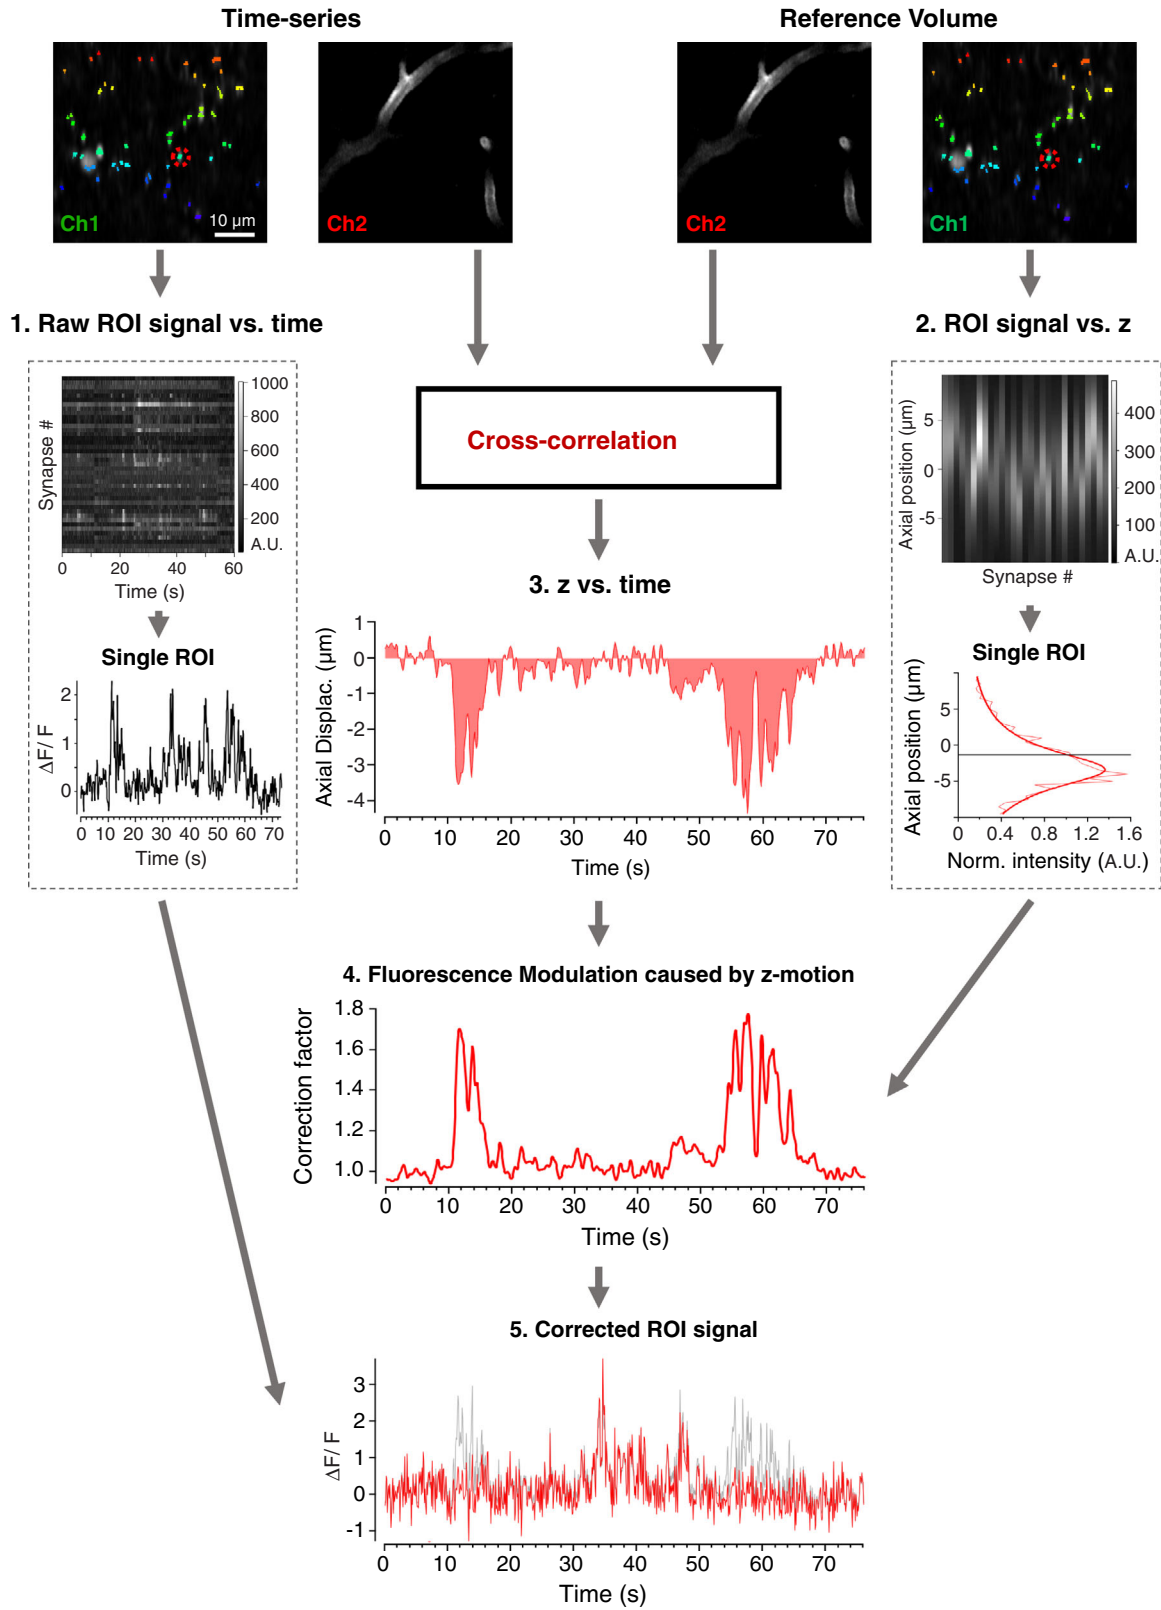 Time-series
Reference Volume
Ch1
10 µm
Ch2
Ch2
Ch1
1. Raw ROI signal vs. time
2. ROI signal vs. z
Synapse #
1000
800
600
400
200
A.U.
0 20 40 60
Time (s)
Single ROI
ΔF/ F
2
1
0
0 10 20 30 40 50 60 70
Time (s)
Cross-correlation
3. z vs. time
Axial Displac. (µm)
1
0
-1
-2
-3
-4
0 10 20 30 40 50 60 70
Time (s)
Axial position (µm)
5
0
-5
400
300
200
100
A.U.
Synapse #
Single ROI
Axial position (µm)
5
0
-5
0 0.4 0.8 1.2 1.6
Norm. intensity (A.U.)
4. Fluorescence Modulation caused by z-motion
Correction factor
1.8
1.6
1.4
1.2
1.0
0 10 20 30 40 50 60 70
Time (s)
5. Corrected ROI signal
ΔF/ F
3
2
1
0
-1
0 10 20 30 40 50 60 70
Time (s)